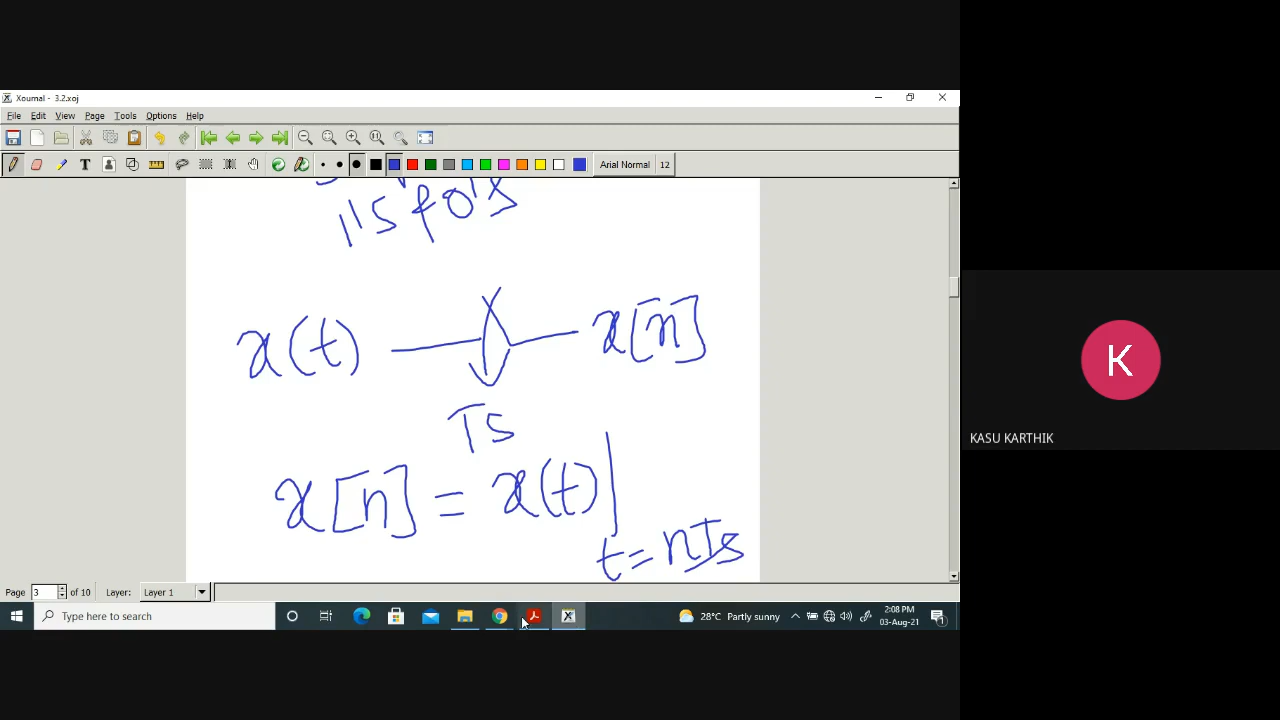 Xournal - 3.2.xoj
File Edit View Page Tools Options Help
Arial Normal 12
1's & 0's
x(t) x[n]
Ts
x[n] = x(t)|
t = nTs
K
KASU KARTHIK
Page 3 of 10 Layer: Layer 1
Type here to search
28°C Partly sunny
2:08 PM
03-Aug-21
1